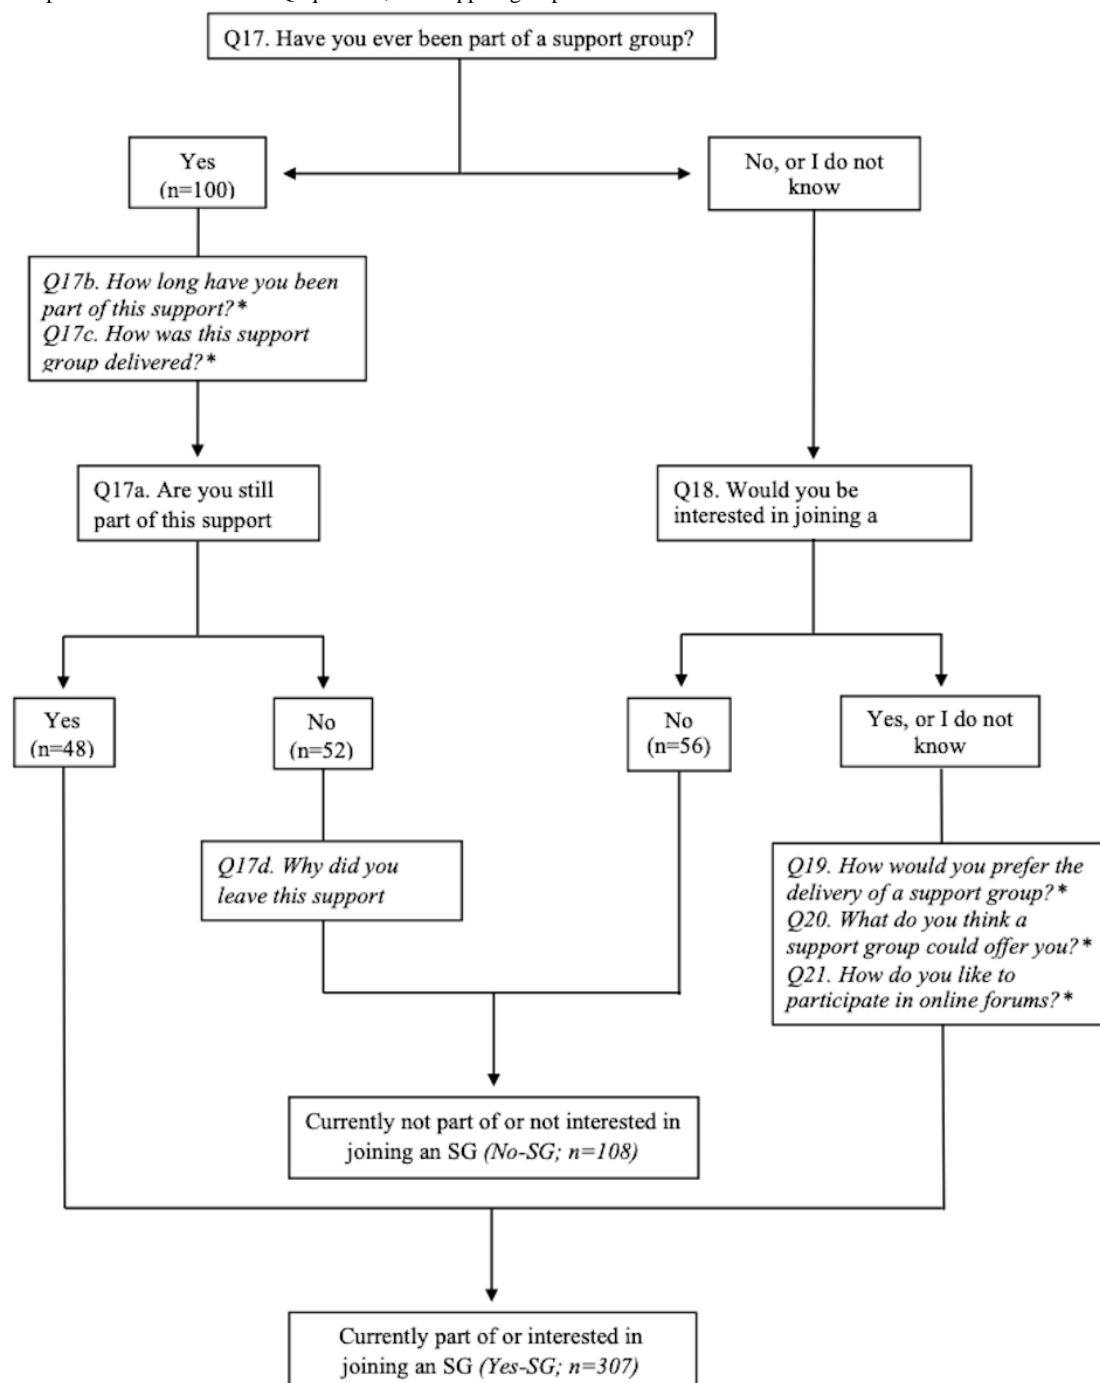 Q17. Have you ever been part of a support group?
Yes
(n=100)
No, or I do not
know
Q17b. How long have you been
part of this support?*
Q17c. How was this support
group delivered?*
Q17a. Are you still
part of this support
Q18. Would you be
interested in joining a
Yes
(n=48)
No
(n=52)
No
(n=56)
Yes, or I do not
know
Q17d. Why did you
leave this support
Q19. How would you prefer the
delivery of a support group?*
Q20. What do you think a
support group could offer you?*
Q21. How do you like to
participate in online forums?*
Currently not part of or not interested in
joining an SG (No-SG; n=108)
Currently part of or interested in
joining an SG (Yes-SG; n=307)